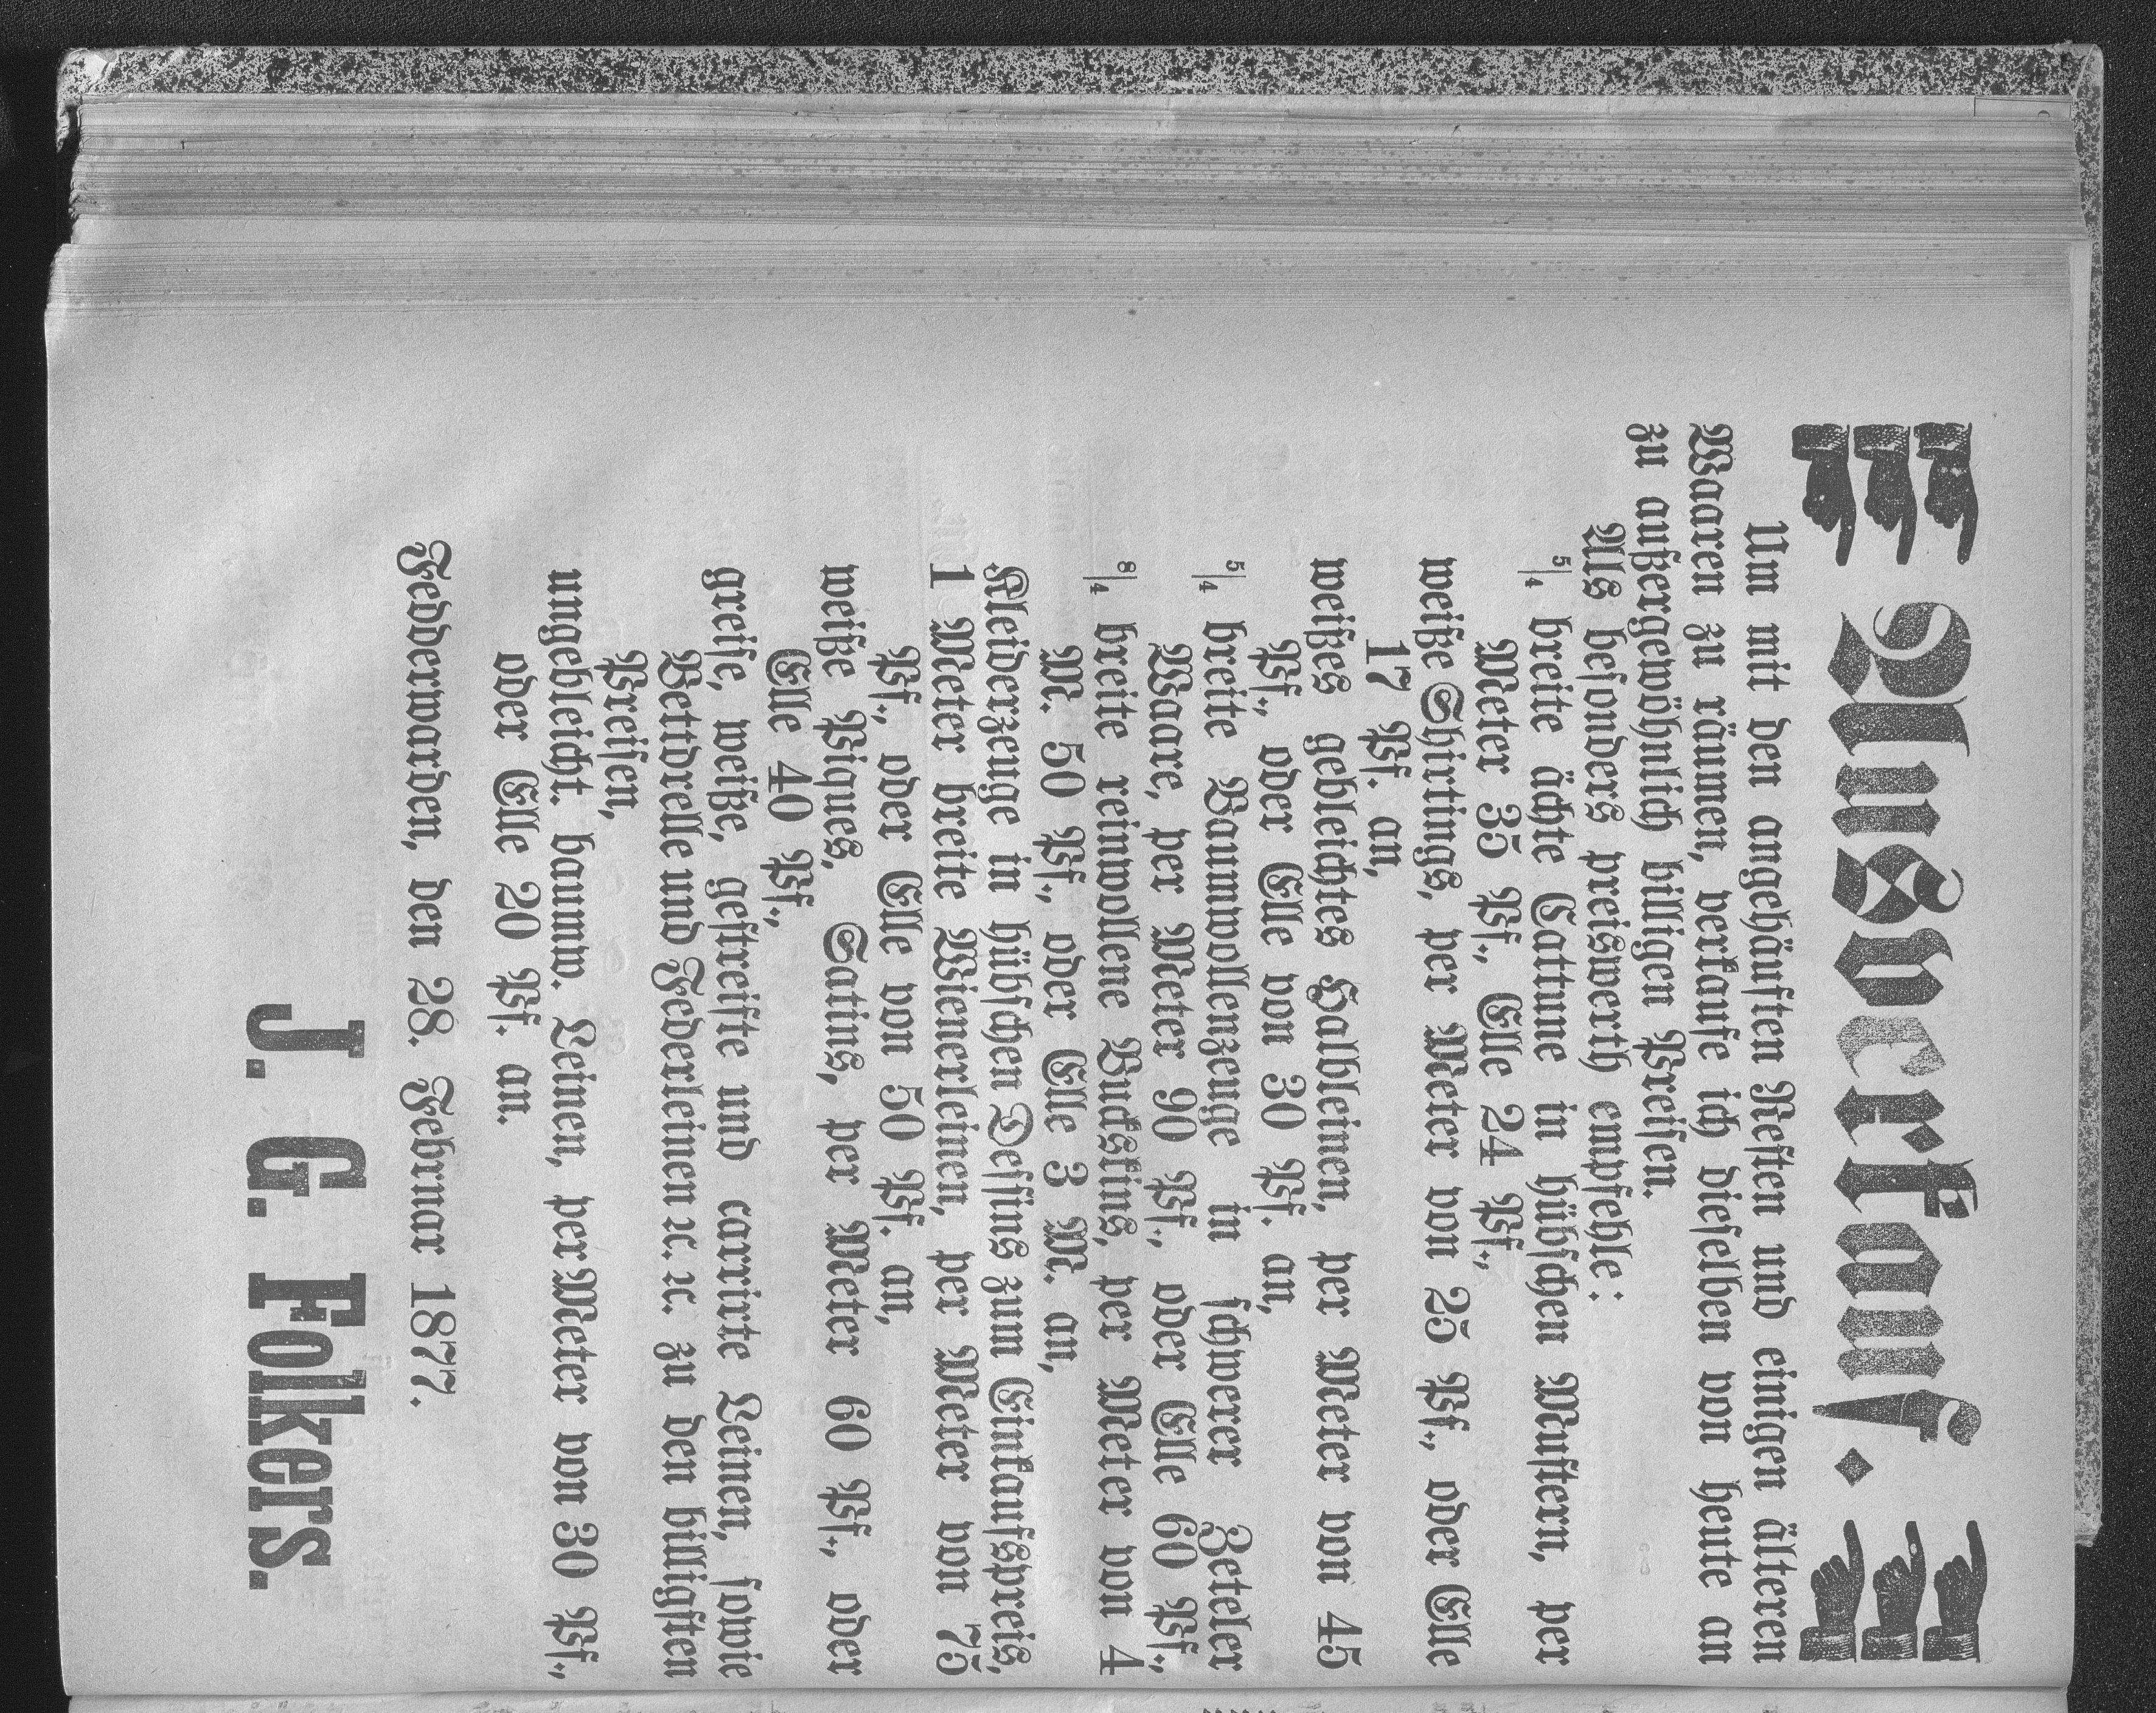 Ausverkauf.
Um mit den angehäuften Resten und einigen älteren
Waaren zu räumen, verkaufe ich dieselben von heute an
zu außergewöhnlich billigen Preisen.
Als besonders preiswerth empfehle:
5/4 breite ächte Cattune in hübschen Mustern, per
Meter 35 Pf., Elle 24 Pf.,
weiße Shirtings, per Meter von 25 Pf., oder Elle
17 Pf. an,
weißes gebleichtes Halbleinen, per Meter von 45
Pf., oder Elle von 30 Pf. an,
5/4 breite Baumwollenzeuge in schwerer Zeteler
Waare, per Meter 90 Pf., oder Elle 60 Pf.,
8/4 breite reinwollene Buckskins, per Meter von 4
M. 50 Pf., oder Elle 3 M. an,
Kleiderzeuge in hübschen Dessins zum Einkaufspreis,
1 Meter breite Wienerleinen, per Meter von 75
Pf., oder Elle von 50 Pf. an,
weiße Piques, Satins, per Meter 60 Pf., oder
Elle 40 Pf.,
greise, weiße, gestreifte und carrirte Leinen, sowie
Bettdrelle und Federleinen ꝛc. ꝛc. zu den billigsten
Preisen,
ungebleicht. baumw. Leinen, per Meter von 30 Pf.,
oder Elle 20 Pf. an.
Fedderwarden, den 28. Februar 1877.
J. G. Folkers.